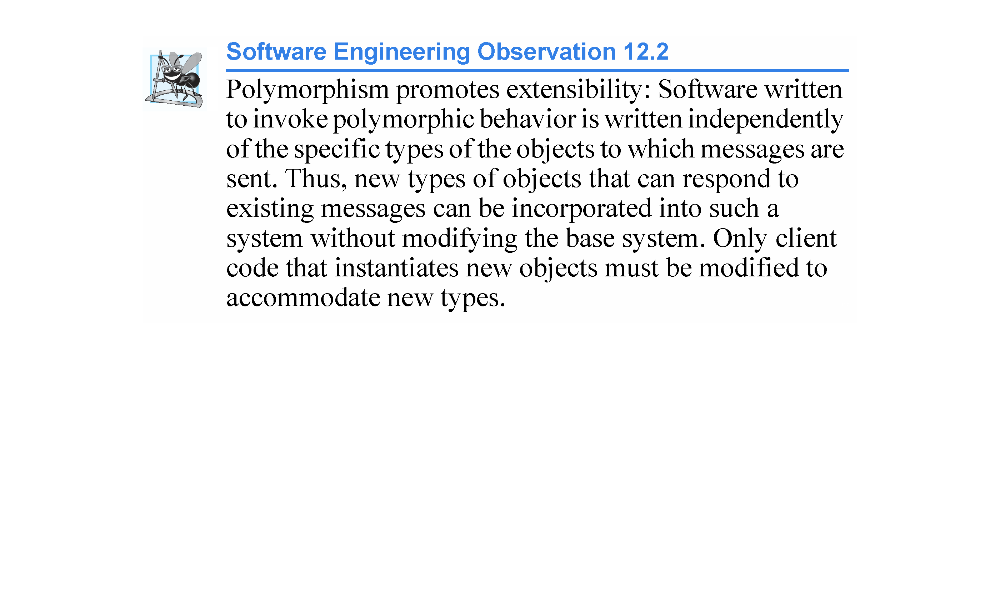 Software Engineering Observation 12.2
Polymorphism promotes extensibility: Software written
to invoke polymorphic behavior is written independently
of the specific types of the objects to which messages are
sent. Thus, new types of objects that can respond to
existing messages can be incorporated into such a
system without modifying the base system. Only client
code that instantiates new objects must be modified to
accommodate new types.